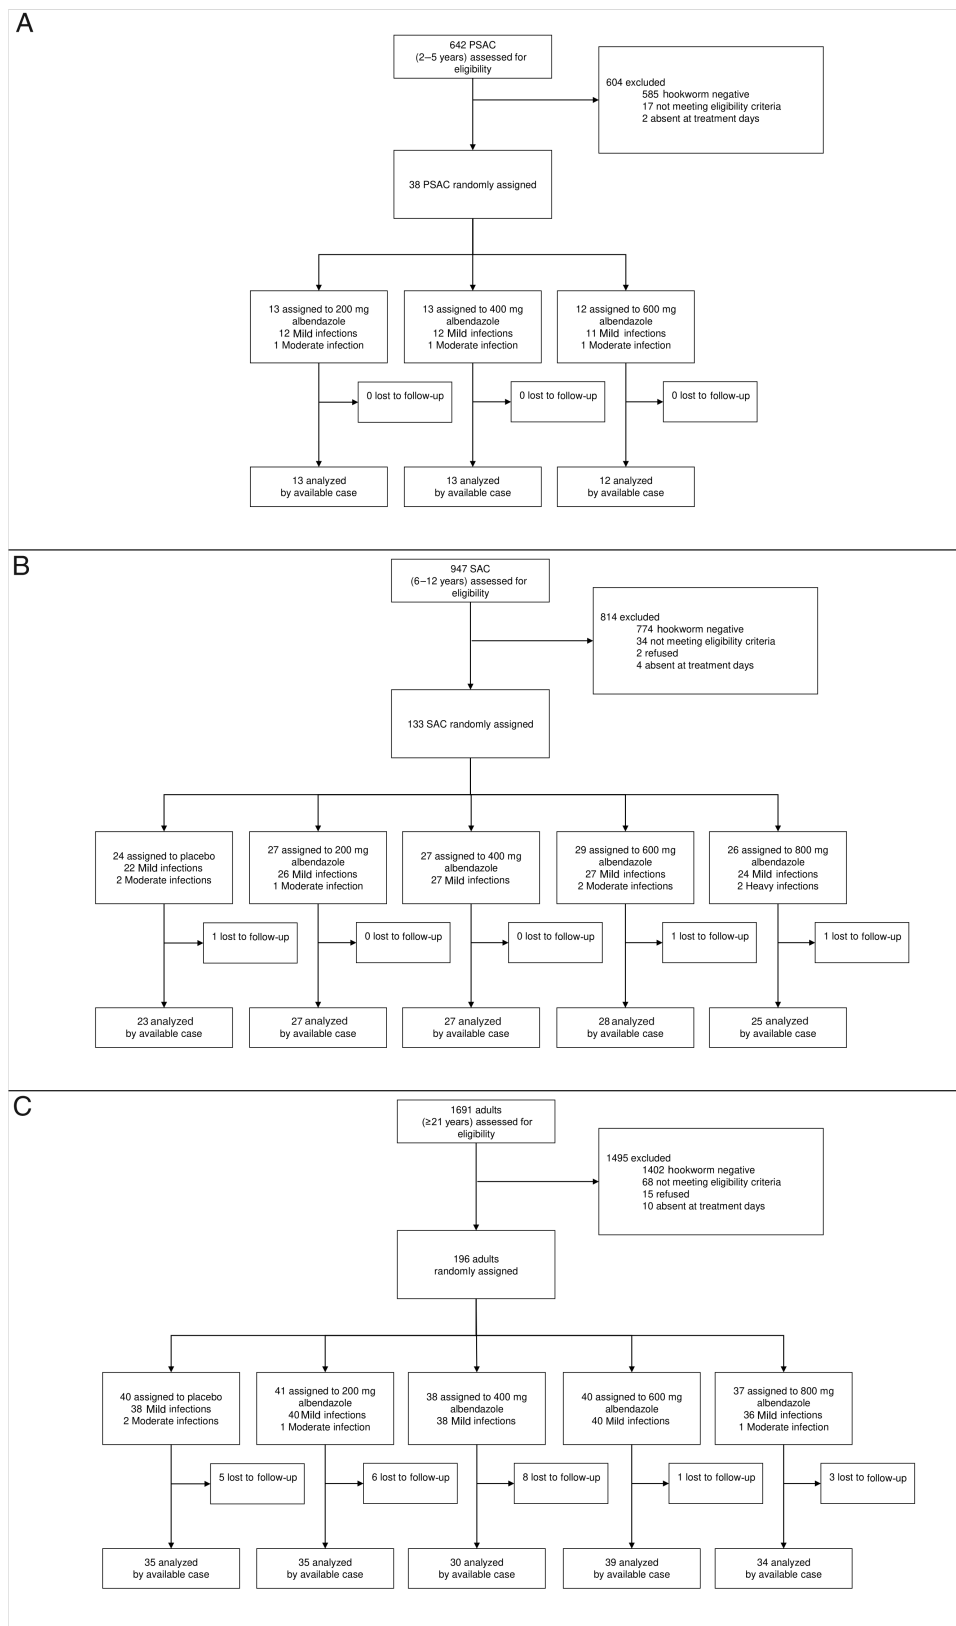 A
642 PSAC
(2–5 years) assessed for
eligibility
604 excluded
585 hookworm negative
17 not meeting eligibility criteria
2 absent at treatment days
38 PSAC randomly assigned
13 assigned to 200 mg
albendazole
12 Mild infections
1 Moderate infection
13 assigned to 400 mg
albendazole
12 Mild infections
1 Moderate infection
12 assigned to 600 mg
albendazole
11 Mild infections
1 Moderate infection
0 lost to follow-up
0 lost to follow-up
0 lost to follow-up
13 analyzed
by available case
13 analyzed
by available case
12 analyzed
by available case
B
947 SAC
(6–12 years) assessed for
eligibility
814 excluded
774 hookworm negative
34 not meeting eligibility criteria
2 refused
4 absent at treatment days
133 SAC randomly assigned
24 assigned to placebo
22 Mild infections
2 Moderate infections
27 assigned to 200 mg
albendazole
26 Mild infections
1 Moderate infection
27 assigned to 400 mg
albendazole
27 Mild infections
29 assigned to 600 mg
albendazole
27 Mild infections
2 Moderate infections
26 assigned to 800 mg
albendazole
24 Mild infections
2 Heavy infections
1 lost to follow-up
0 lost to follow-up
0 lost to follow-up
1 lost to follow-up
1 lost to follow-up
23 analyzed
by available case
27 analyzed
by available case
27 analyzed
by available case
28 analyzed
by available case
25 analyzed
by available case
C
1691 adults
(≥21 years) assessed for
eligibility
1495 excluded
1402 hookworm negative
68 not meeting eligibility criteria
15 refused
10 absent at treatment days
196 adults
randomly assigned
40 assigned to placebo
38 Mild infections
2 Moderate infections
41 assigned to 200 mg
albendazole
40 Mild infections
1 Moderate infection
38 assigned to 400 mg
albendazole
38 Mild infections
40 assigned to 600 mg
albendazole
40 Mild infections
37 assigned to 800 mg
albendazole
36 Mild infections
1 Moderate infection
5 lost to follow-up
6 lost to follow-up
8 lost to follow-up
1 lost to follow-up
3 lost to follow-up
35 analyzed
by available case
35 analyzed
by available case
30 analyzed
by available case
39 analyzed
by available case
34 analyzed
by available case